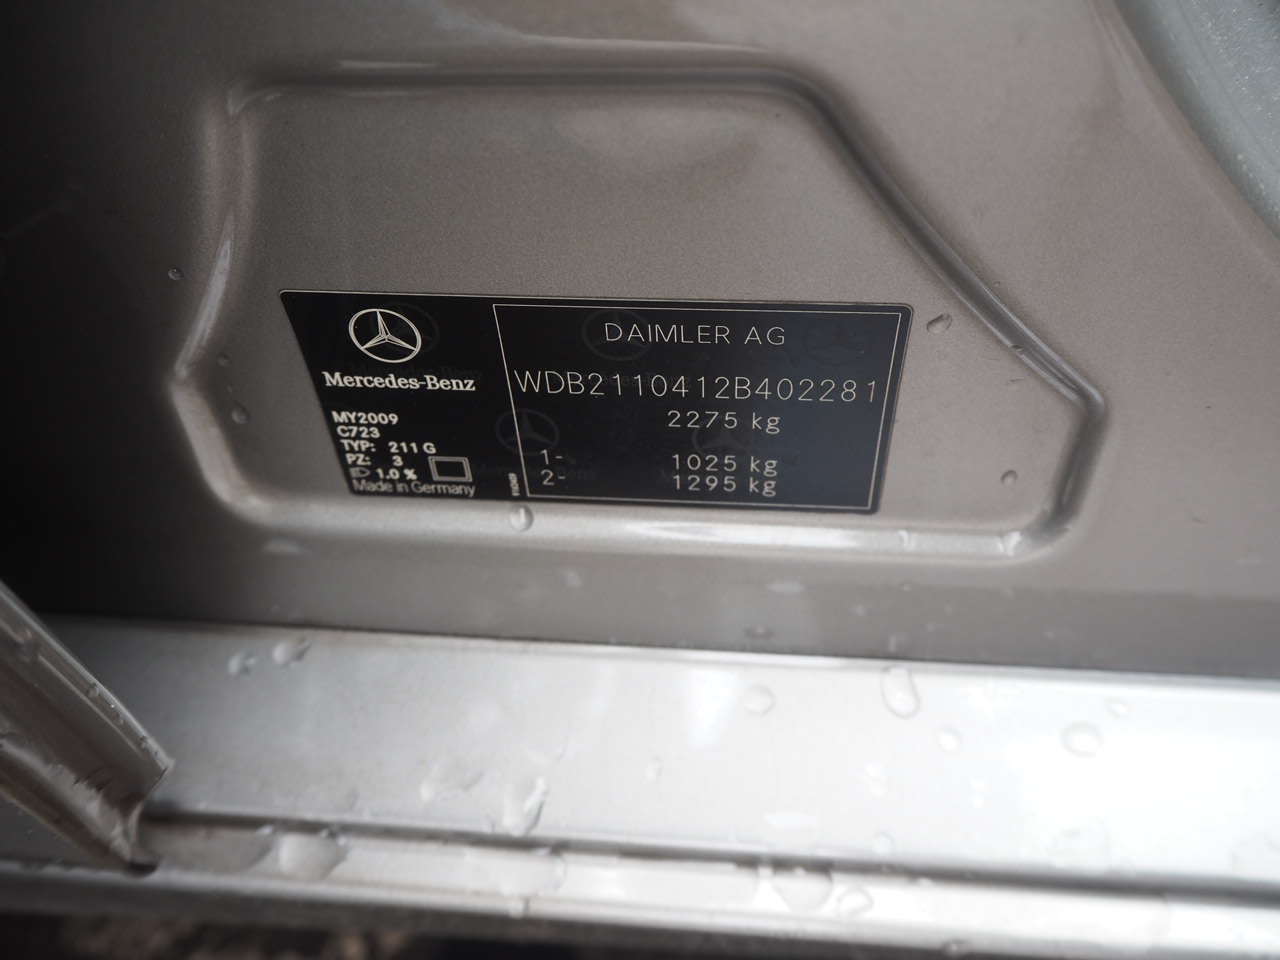 Mercedes-Benz
MY2009
C723
TYP: 211 G
PZ: 3
1.0 %
Made in Germany
DAIMLER AG
WDB2110412B402281
2275 kg
1- 1025 kg
2- 1295 kg